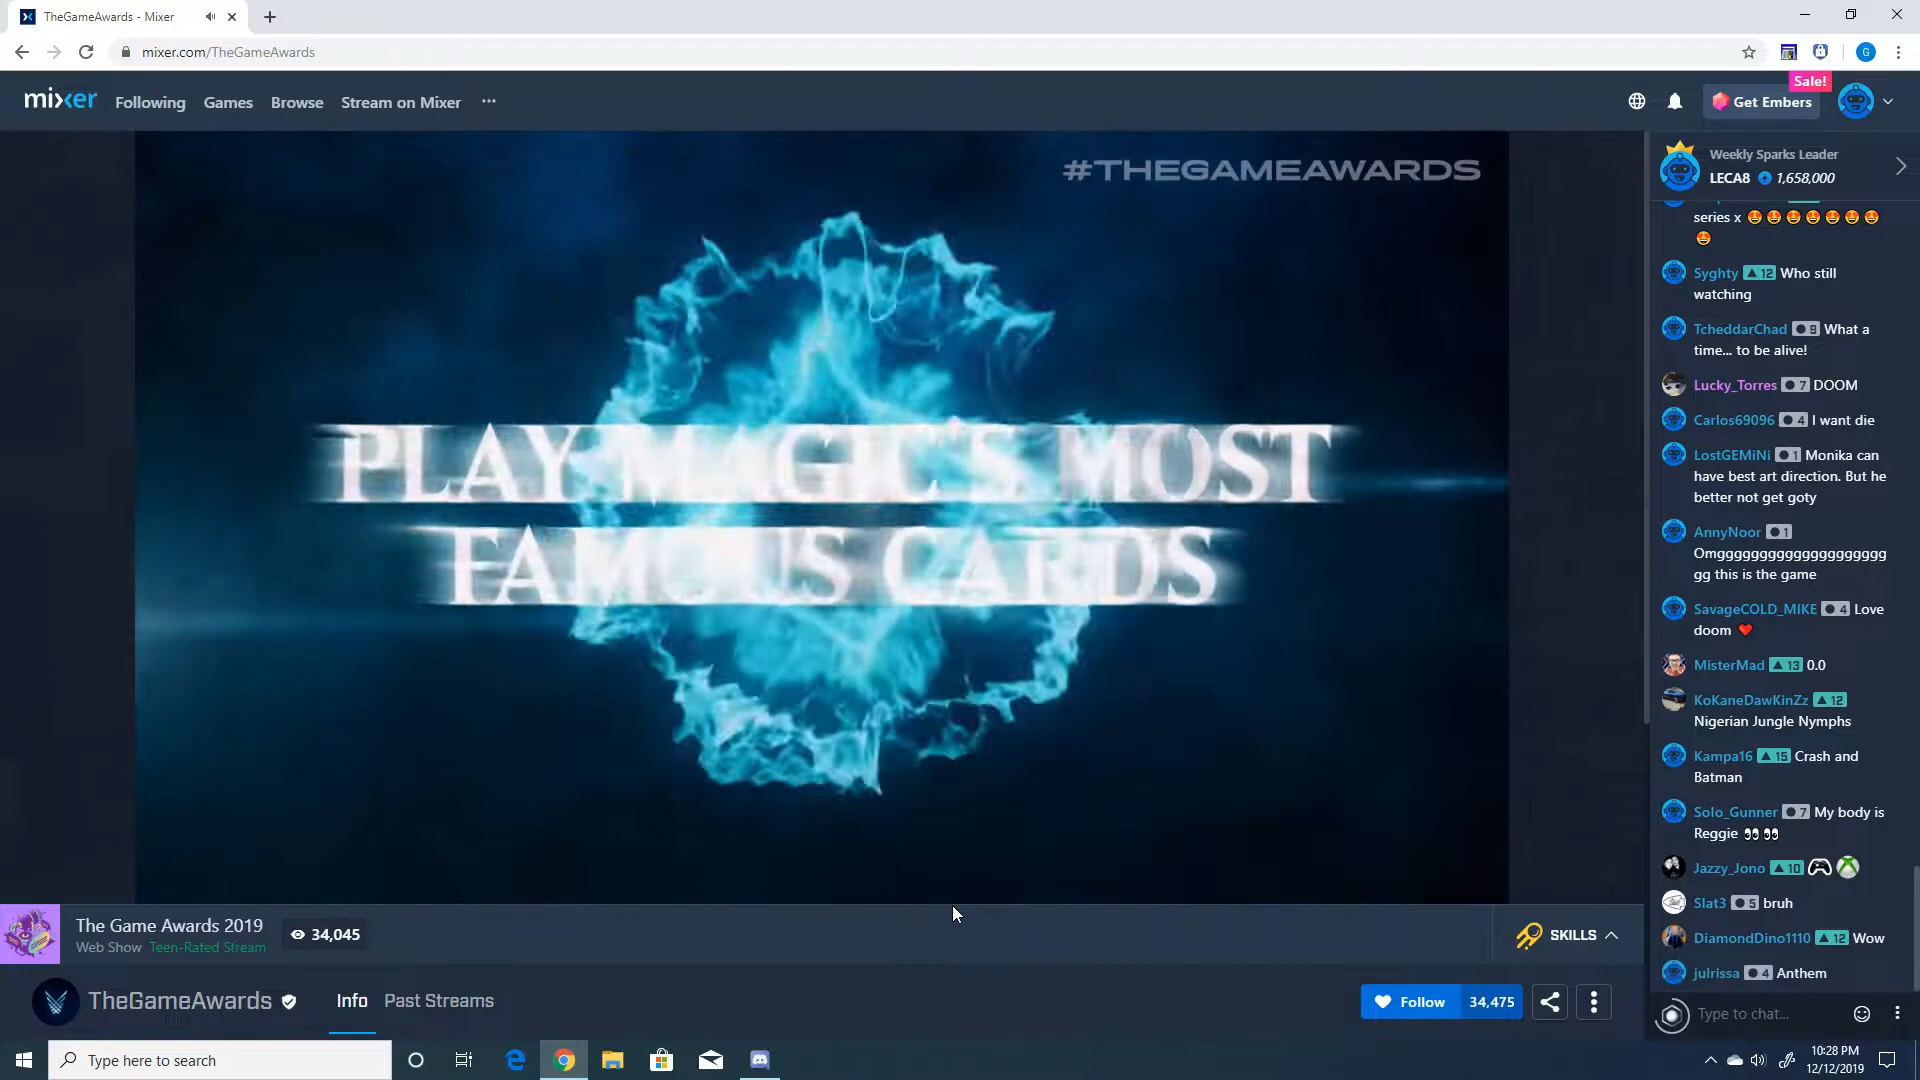 TheGameAwards - Mixer
mixer.com/TheGameAwards
Sale!
mixer Following Games Browse Stream on Mixer ··· Get Embers
#THEGAMEAWARDS
PLAY MAGIC'S MOST
FAMOUS CARDS
Weekly Sparks Leader
LECA8 1,658,000
series x 🤩 🤩 🤩 🤩 🤩 🤩 🤩
🤩
Syghty 12 Who still
watching
TcheddarChad 9 What a
time... to be alive!
Lucky_Torres 7 DOOM
Carlos69096 4 I want die
LostGEMiNi 1 Monika can
have best art direction. But he
better not get goty
AnnyNoor 1
Omgggggggggggggggggggg
gg this is the game
SavageCOLD_MIKE 4 Love
doom ❤
MisterMad 13 0.0
KoKaneDawKinZz 12
Nigerian Jungle Nymphs
Kampa16 15 Crash and
Batman
Solo_Gunner 7 My body is
Reggie 👀 👀
Jazzy_Jono 10
Slat3 5 bruh
DiamondDino1110 12 Wow
julrissa 4 Anthem
Type to chat...
The Game Awards 2019 34,045
Web Show Teen-Rated Stream
SKILLS
TheGameAwards Info Past Streams
Follow 34,475
Type here to search
10:28 PM
12/12/2019